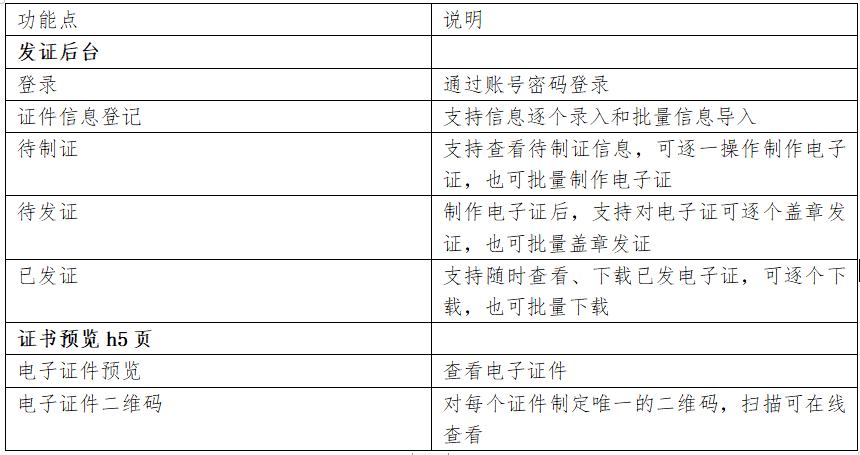 功能点
说明
发证后台
登录
通过账号密码登录
证件信息登记
支持信息逐个录入和批量信息导入
待制证
支持查看待制证信息，可逐一操作制作电子
证，也可批量制作电子证
待发证
制作电子证后，支持对电子证可逐个盖章发
证，也可批量盖章发证
已发证
支持随时查看、下载已发电子证，可逐个下
载，也可批量下载
证书预览 h5 页
电子证件预览
查看电子证件
电子证件二维码
对每个证件制定唯一的二维码，扫描可在线
查看